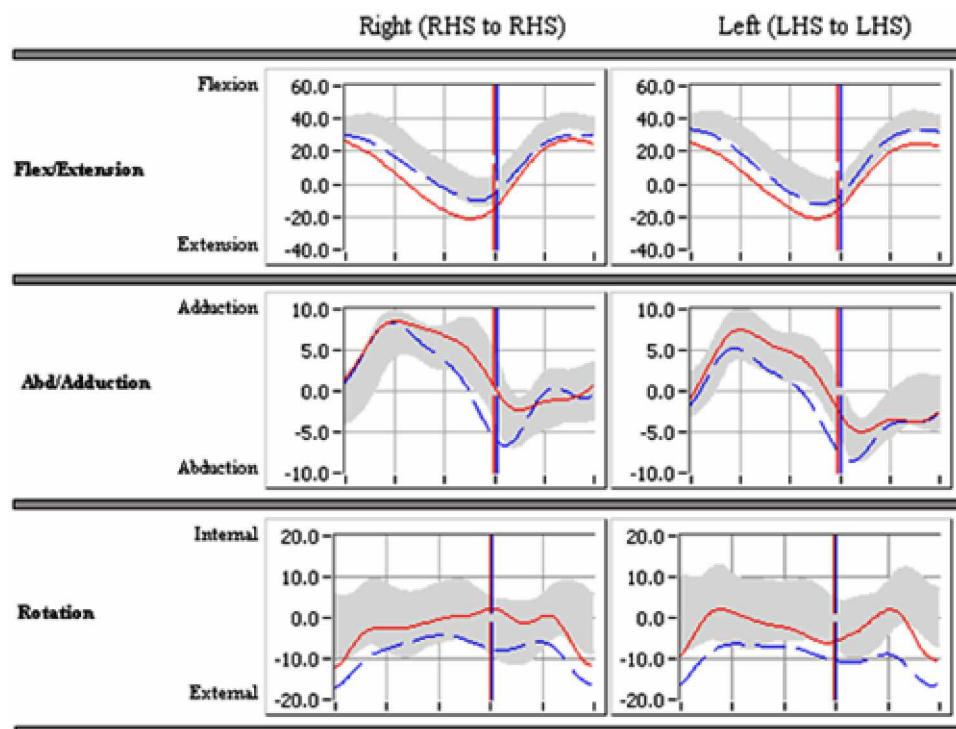 Right (RHS to RHS) Left (LHS to LHS)
Flexion 60.0 60.0
40.0 40.0
Flex/Extension 20.0 20.0
0.0 0.0
-20.0 -20.0
Extension -40.0 -40.0
Adduction 10.0 10.0
5.0 5.0
Abd/Adduction 0.0 0.0
-5.0 -5.0
Abduction -10.0 -10.0
Internal 20.0 20.0
10.0 10.0
Rotation 0.0 0.0
-10.0 -10.0
External -20.0 -20.0